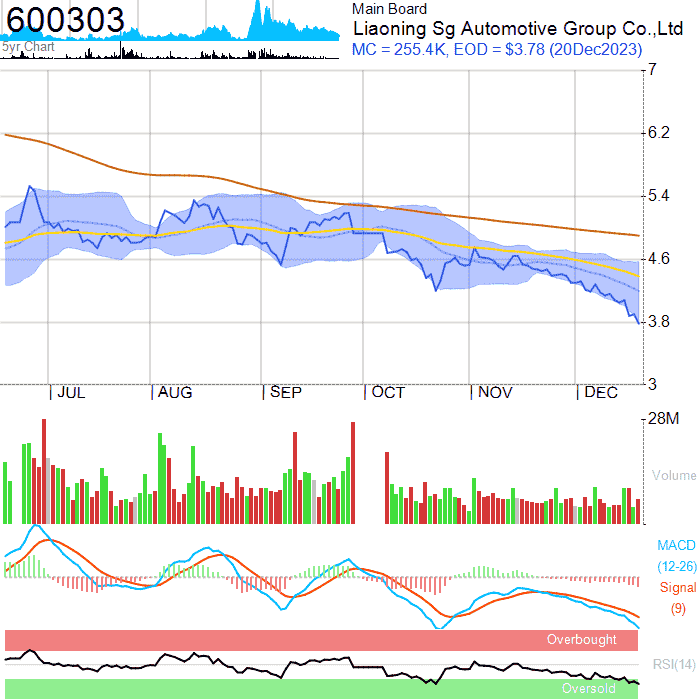 600303
5yr Chart
Main Board
Liaoning Sg Automotive Group Co.,Ltd
MC = 255.4K, EOD = $3.78 (20Dec2023)
7
6.2
5.4
4.6
3.8
3
JUL AUG SEP OCT NOV DEC
28M
Volume
MACD
(12-26)
Signal
(9)
Overbought
RSI(14)
Oversold